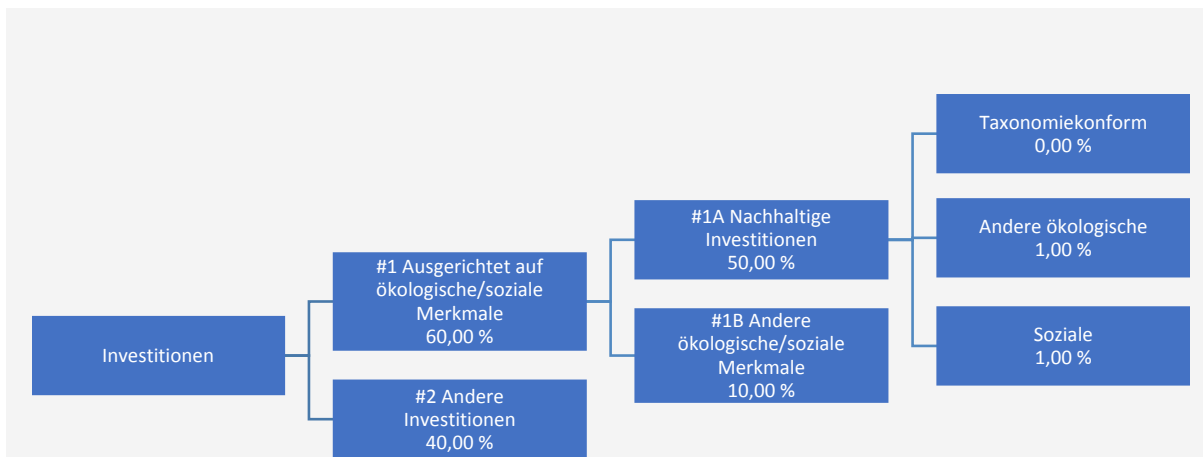 Investitionen
#1 Ausgerichtet auf
ökologische/soziale
Merkmale
60,00 %
#2 Andere
Investitionen
40,00 %
#1A Nachhaltige
Investitionen
50,00 %
#1B Andere
ökologische/soziale
Merkmale
10,00 %
Taxonomiekonform
0,00 %
Andere ökologische
1,00 %
Soziale
1,00 %